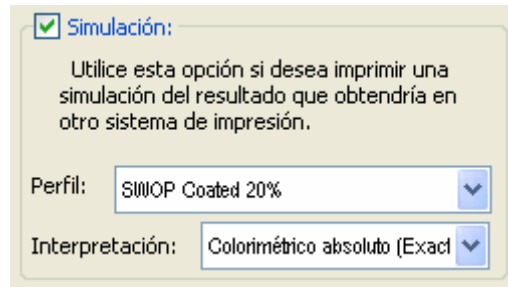 Simulación:
Utilice esta opción si desea imprimir una
simulación del resultado que obtendría en
otro sistema de impresión.
Perfil: SWOP Coated 20%
Interpretación: Colorimétrico absoluto (Exact